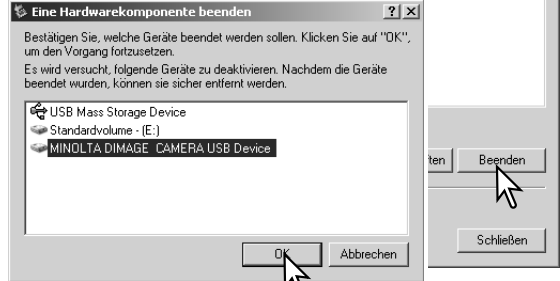 Eine Hardwarekomponente beenden
Bestätigen Sie, welche Geräte beendet werden sollen. Klicken Sie auf "OK",
um den Vorgang fortzusetzen.
Es wird versucht, folgende Geräte zu deaktivieren. Nachdem die Geräte
beendet wurden, können sie sicher entfernt werden.
USB Mass Storage Device
Standardvolume - (E:)
MINOLTA DIMAGE CAMERA USB Device
ften
Beenden
OK
Abbrechen
Schließen